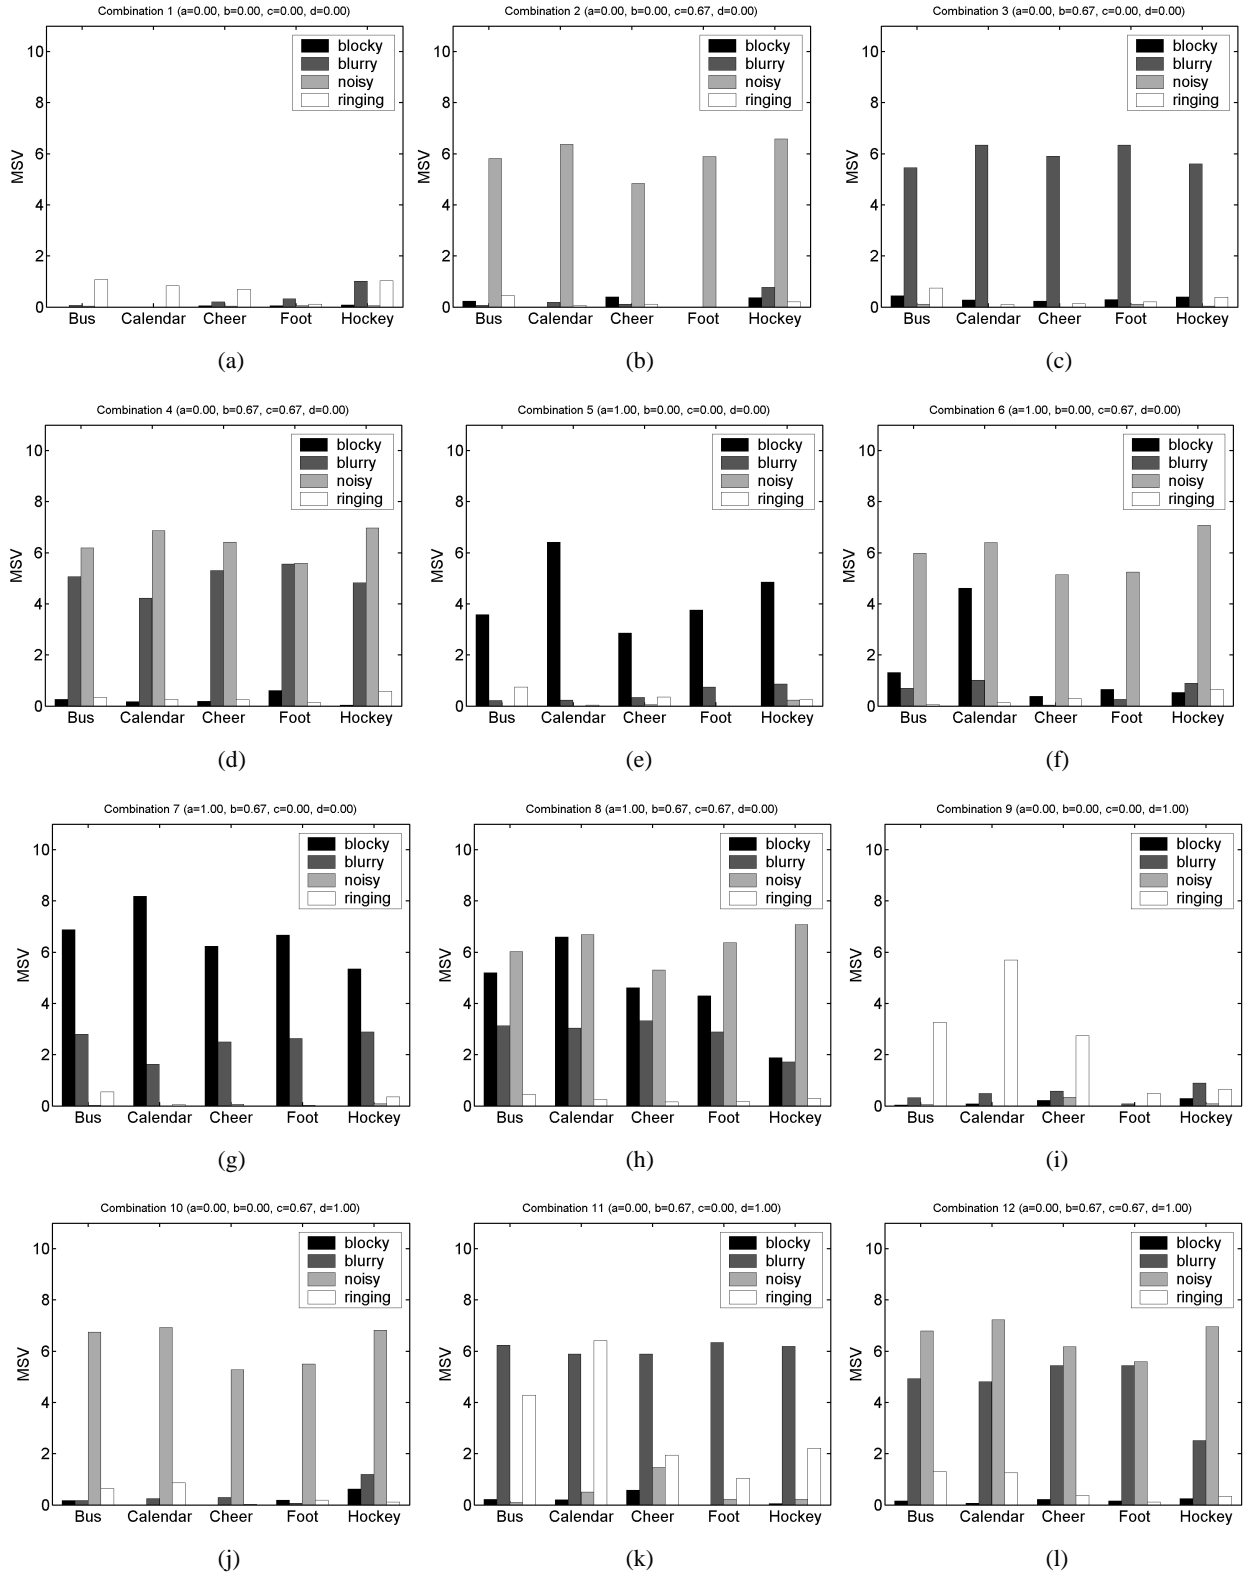 Combination 1 (a=0.00, b=0.00, c=0.00, d=0.00)
10
8
6
4
2
0
MSV
blocky
blurry
noisy
ringing
Bus Calendar Cheer Foot Hockey
(a)
Combination 2 (a=0.00, b=0.00, c=0.67, d=0.00)
10
8
6
4
2
0
MSV
blocky
blurry
noisy
ringing
Bus Calendar Cheer Foot Hockey
(b)
Combination 3 (a=0.00, b=0.67, c=0.00, d=0.00)
10
8
6
4
2
0
MSV
blocky
blurry
noisy
ringing
Bus Calendar Cheer Foot Hockey
(c)
Combination 4 (a=0.00, b=0.67, c=0.67, d=0.00)
10
8
6
4
2
0
MSV
blocky
blurry
noisy
ringing
Bus Calendar Cheer Foot Hockey
(d)
Combination 5 (a=1.00, b=0.00, c=0.00, d=0.00)
10
8
6
4
2
0
MSV
blocky
blurry
noisy
ringing
Bus Calendar Cheer Foot Hockey
(e)
Combination 6 (a=1.00, b=0.00, c=0.67, d=0.00)
10
8
6
4
2
0
MSV
blocky
blurry
noisy
ringing
Bus Calendar Cheer Foot Hockey
(f)
Combination 7 (a=1.00, b=0.67, c=0.00, d=0.00)
10
8
6
4
2
0
MSV
blocky
blurry
noisy
ringing
Bus Calendar Cheer Foot Hockey
(g)
Combination 8 (a=1.00, b=0.67, c=0.67, d=0.00)
10
8
6
4
2
0
MSV
blocky
blurry
noisy
ringing
Bus Calendar Cheer Foot Hockey
(h)
Combination 9 (a=0.00, b=0.00, c=0.00, d=1.00)
10
8
6
4
2
0
MSV
blocky
blurry
noisy
ringing
Bus Calendar Cheer Foot Hockey
(i)
Combination 10 (a=0.00, b=0.00, c=0.67, d=1.00)
10
8
6
4
2
0
MSV
blocky
blurry
noisy
ringing
Bus Calendar Cheer Foot Hockey
(j)
Combination 11 (a=0.00, b=0.67, c=0.00, d=1.00)
10
8
6
4
2
0
MSV
blocky
blurry
noisy
ringing
Bus Calendar Cheer Foot Hockey
(k)
Combination 12 (a=0.00, b=0.67, c=0.67, d=1.00)
10
8
6
4
2
0
MSV
blocky
blurry
noisy
ringing
Bus Calendar Cheer Foot Hockey
(l)